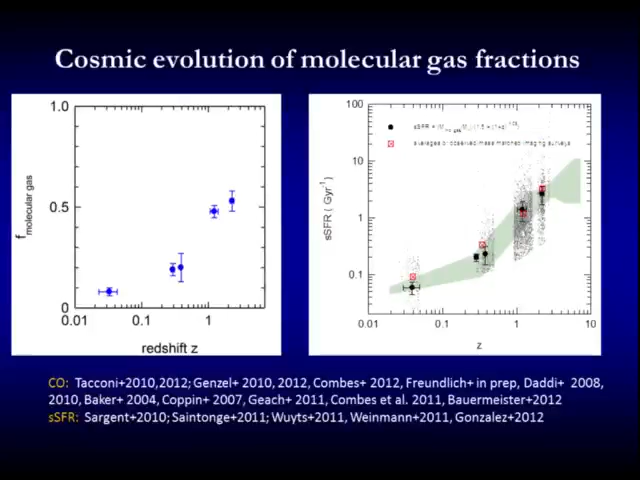 Cosmic evolution of molecular gas fractions
1.0
0.5
0
f molecular gas
0.01
0.1
1
redshift z
100
10
1
0.1
sSFR ( Gyr⁻¹)
sSFR =
averages of observed mass matched imaging surveys
0.01
0.1
1
10
z
CO: Tacconi+2010,2012; Genzel+ 2010, 2012, Combes+ 2012, Freundlich+ in prep, Daddi+ 2008,
2010, Baker+ 2004, Coppin+ 2007, Geach+ 2011, Combes et al. 2011, Bauermeister+2012
sSFR: Sargent+2010; Saintonge+2011; Wuyts+2011, Weinmann+2011, Gonzalez+2012